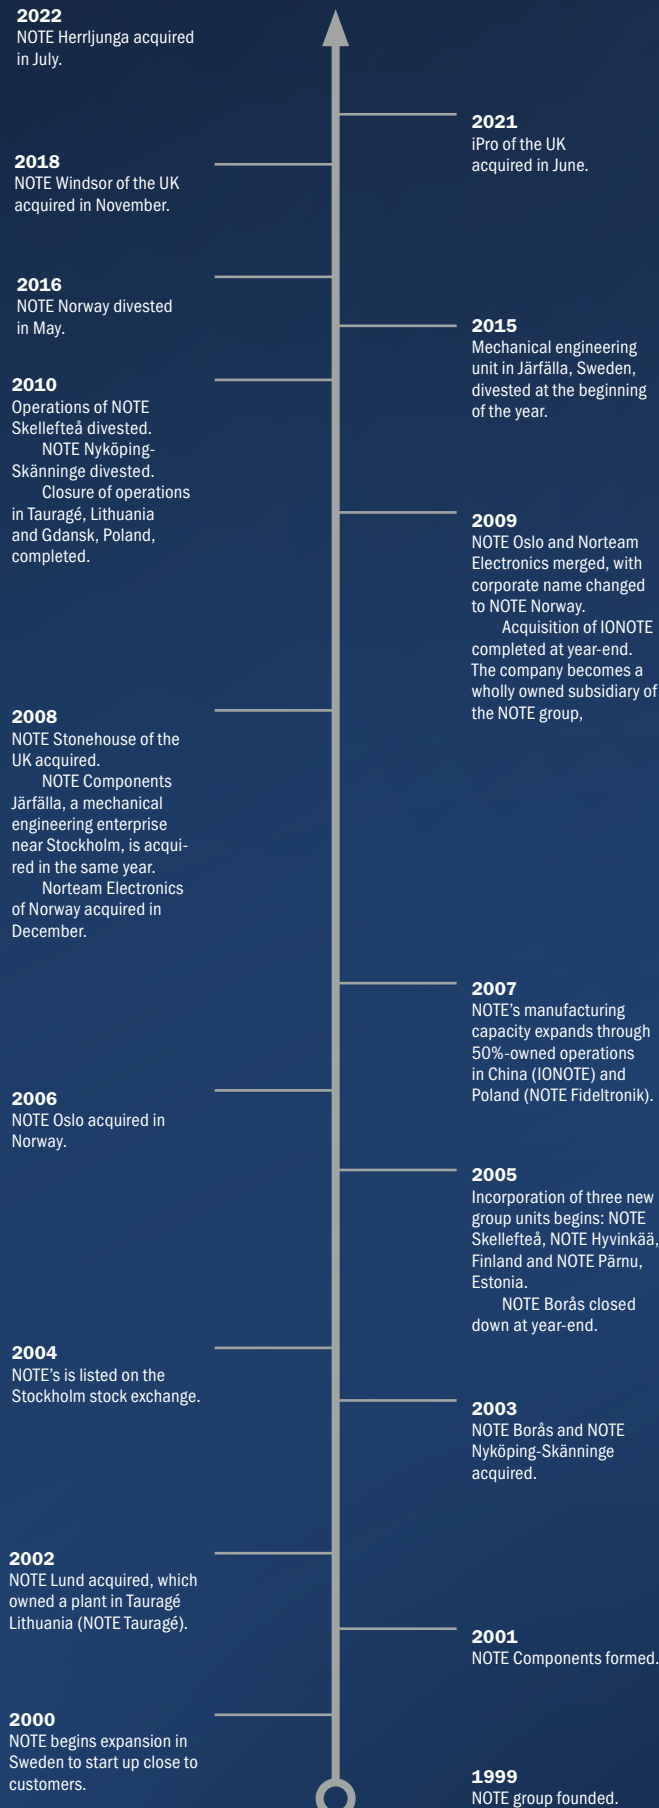 2022
NOTE Herrljunga acquired
in July.
2021
iPro of the UK
acquired in June.
2018
NOTE Windsor of the UK
acquired in November.
2016
NOTE Norway divested
in May.
2015
Mechanical engineering
unit in Järfälla, Sweden,
divested at the beginning
of the year.
2010
Operations of NOTE
Skellefteå divested.
NOTE Nyköping-
Skänninge divested.
Closure of operations
in Tauragé, Lithuania
and Gdansk, Poland,
completed.
2009
NOTE Oslo and Norteam
Electronics merged, with
corporate name changed
to NOTE Norway.
Acquisition of IONOTE
completed at year-end.
The company becomes a
wholly owned subsidiary of
the NOTE group,
2008
NOTE Stonehouse of the
UK acquired.
NOTE Components
Järfälla, a mechanical
engineering enterprise
near Stockholm, is acqui-
red in the same year.
Norteam Electronics
of Norway acquired in
December.
2007
NOTE's manufacturing
capacity expands through
50%-owned operations
in China (IONOTE) and
Poland (NOTE Fideltronik).
2006
NOTE Oslo acquired in
Norway.
2005
Incorporation of three new
group units begins: NOTE
Skellefteå, NOTE Hyvinkää,
Finland and NOTE Pärnu,
Estonia.
NOTE Borås closed
down at year-end.
2004
NOTE's is listed on the
Stockholm stock exchange.
2003
NOTE Borås and NOTE
Nyköping-Skänninge
acquired.
2002
NOTE Lund acquired, which
owned a plant in Tauragé
Lithuania (NOTE Tauragé).
2001
NOTE Components formed.
2000
NOTE begins expansion in
Sweden to start up close to
customers.
1999
NOTE group founded.